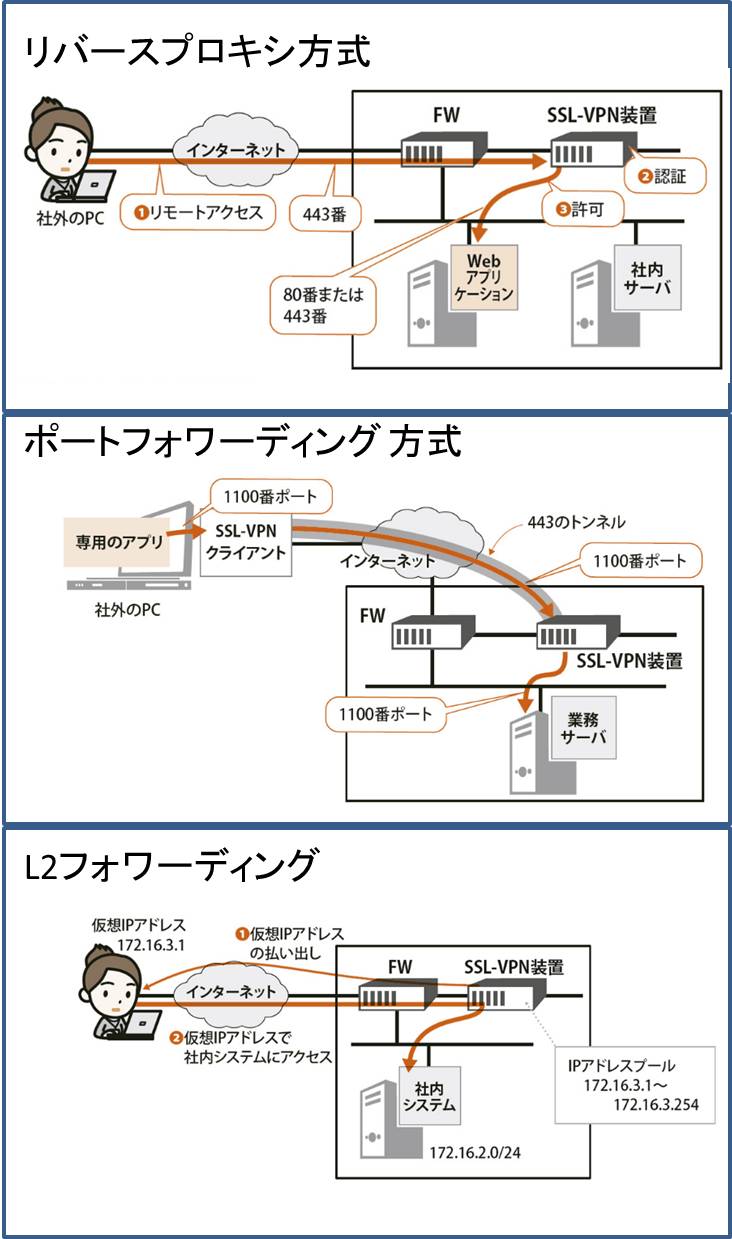 リバースプロキシ方式
FW
SSL-VPN装置
インターネット
❷認証
社外のPC
❶リモートアクセス
443番
❸許可
Web
アプリ
ケーション
社内
サーバ
80番または
443番
ポートフォワーディング 方式
1100番ポート
専用のアプリ
SSL-VPN
クライアント
443のトンネル
インターネット
1100番ポート
社外のPC
FW
SSL-VPN装置
1100番ポート
業務
サーバ
L2フォワーディング
仮想IPアドレス
172.16.3.1
❶仮想IPアドレス
の払い出し
FW
SSL-VPN装置
インターネット
❷仮想IPアドレスで
社内システムにアクセス
IPアドレスプール
172.16.3.1〜
172.16.3.254
社内
システム
172.16.2.0/24